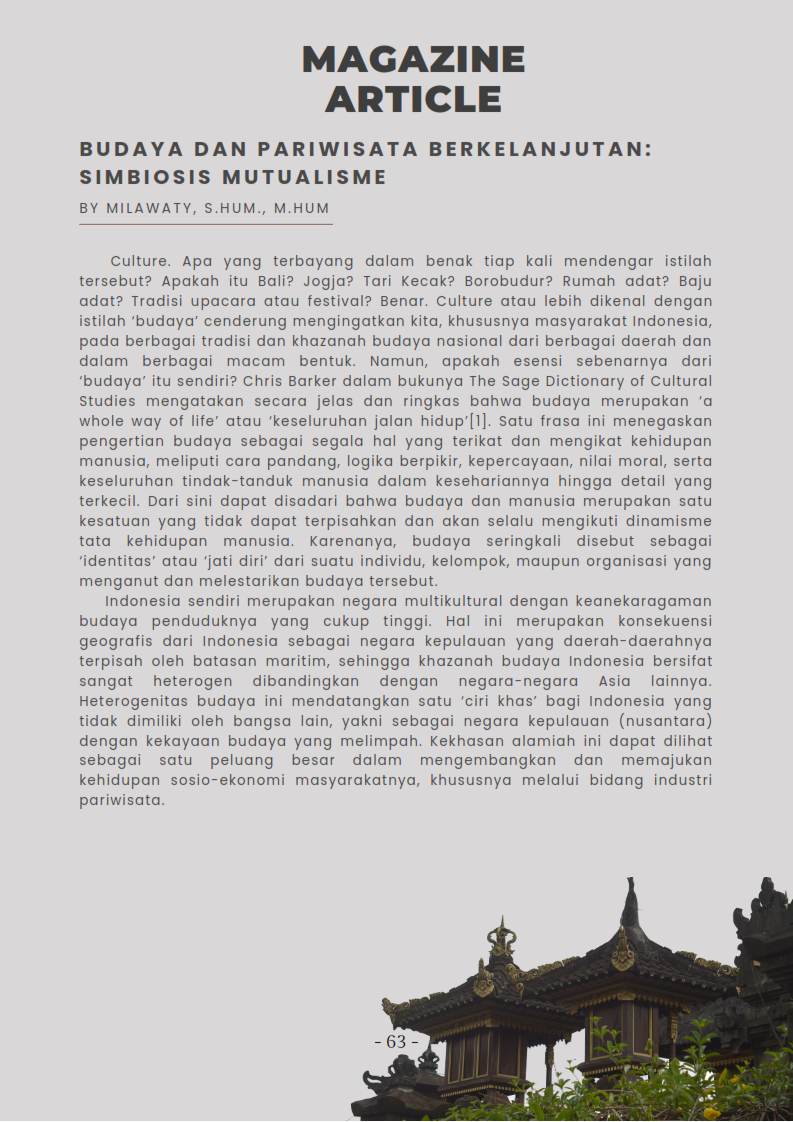 MAGAZINE
ARTICLE
BUDAYA DAN PARIWISATA BERKELANJUTAN:
SIMBIOSIS MUTUALISME
BY MILAWATY, S.HUM., M.HUM
Culture. Apa yang terbayang dalam benak tiap kali mendengar istilah
tersebut? Apakah itu Bali? Jogja? Tari Kecak? Borobudur? Rumah adat? Baju
adat? Tradisi upacara atau festival? Benar. Culture atau lebih dikenal dengan
istilah ‘budaya’ cenderung mengingatkan kita, khususnya masyarakat Indonesia,
pada berbagai tradisi dan khazanah budaya nasional dari berbagai daerah dan
dalam berbagai macam bentuk. Namun, apakah esensi sebenarnya dari
‘budaya’ itu sendiri? Chris Barker dalam bukunya The Sage Dictionary of Cultural
Studies mengatakan secara jelas dan ringkas bahwa budaya merupakan ‘a
whole way of life’ atau ‘keseluruhan jalan hidup’[1]. Satu frasa ini menegaskan
pengertian budaya sebagai segala hal yang terikat dan mengikat kehidupan
manusia, meliputi cara pandang, logika berpikir, kepercayaan, nilai moral, serta
keseluruhan tindak-tanduk manusia dalam kesehariannya hingga detail yang
terkecil. Dari sini dapat disadari bahwa budaya dan manusia merupakan satu
kesatuan yang tidak dapat terpisahkan dan akan selalu mengikuti dinamisme
tata kehidupan manusia. Karenanya, budaya seringkali disebut sebagai
‘identitas’ atau ‘jati diri’ dari suatu individu, kelompok, maupun organisasi yang
menganut dan melestarikan budaya tersebut.
Indonesia sendiri merupakan negara multikultural dengan keanekaragaman
budaya penduduknya yang cukup tinggi. Hal ini merupakan konsekuensi
geografis dari Indonesia sebagai negara kepulauan yang daerah-daerahnya
terpisah oleh batasan maritim, sehingga khazanah budaya Indonesia bersifat
sangat heterogen dibandingkan dengan negara-negara Asia lainnya.
Heterogenitas budaya ini mendatangkan satu ‘ciri khas’ bagi Indonesia yang
tidak dimiliki oleh bangsa lain, yakni sebagai negara kepulauan (nusantara)
dengan kekayaan budaya yang melimpah. Kekhasan alamiah ini dapat dilihat
sebagai satu peluang besar dalam mengembangkan dan memajukan
kehidupan sosio-ekonomi masyarakatnya, khususnya melalui bidang industri
pariwisata.
- 63 -